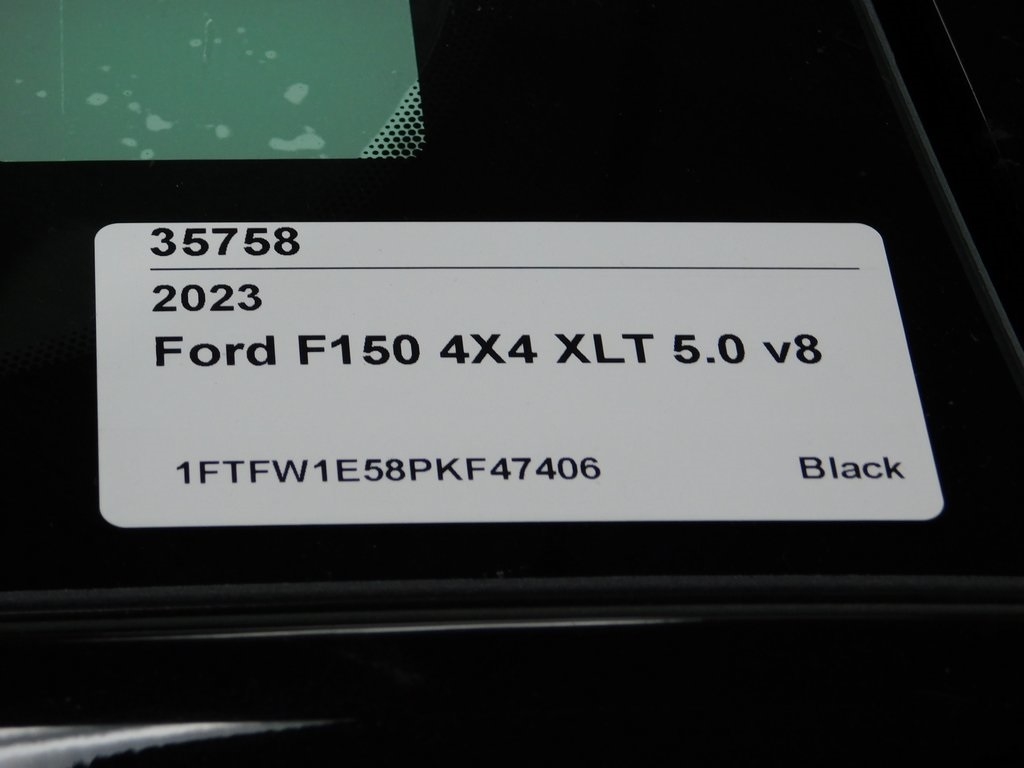 35758
2023
Ford F150 4X4 XLT 5.0 v8
1FTFW1E58PKF47406 Black